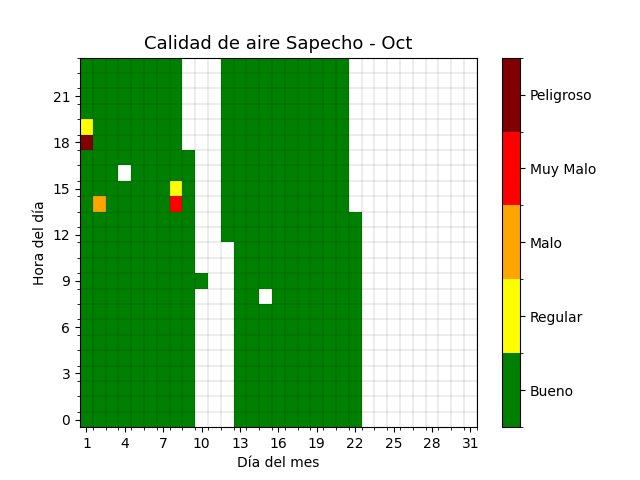 Calidad de aire Sapecho - Oct
Hora del día
21
18
15
12
9
6
3
0
1 4 7 10 13 16 19 22 25 28 31
Día del mes
Peligroso
Muy Malo
Malo
Regular
Bueno